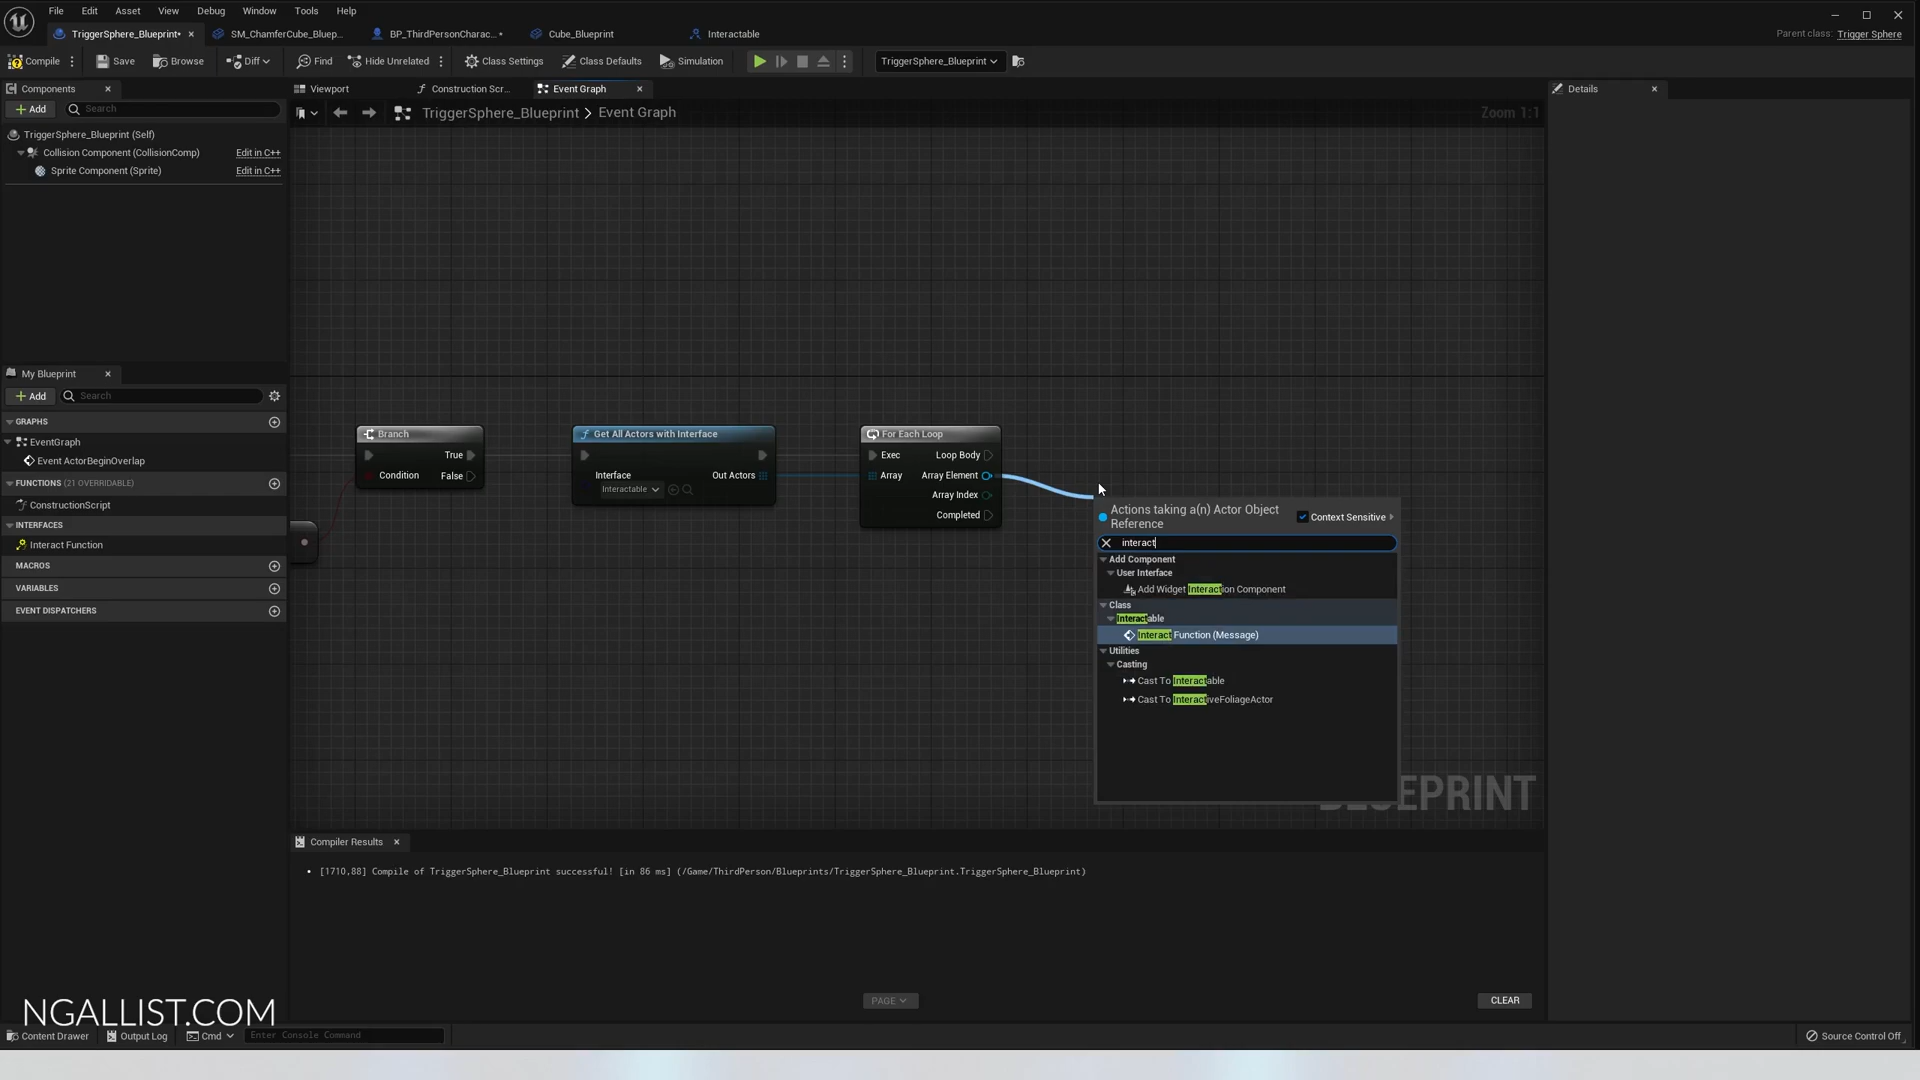 File Edit Asset View Debug Window Tools Help
TriggerSphere_Blueprint* SM_ChamferCube_Bluep... BP_ThirdPersonCharac...* Cube_Blueprint Interactable
Parent class: Trigger Sphere
Compile Save Browse Diff Find Hide Unrelated Class Settings Class Defaults Simulation TriggerSphere_Blueprint
Components Viewport Construction Scr... Event Graph Details
Add Search
TriggerSphere_Blueprint > Event Graph Zoom 1:1
TriggerSphere_Blueprint (Self)
Collision Component (CollisionComp) Edit in C++
Sprite Component (Sprite) Edit in C++
My Blueprint
Add Search
GRAPHS
EventGraph
Event ActorBeginOverlap
FUNCTIONS (21 OVERRIDABLE)
ConstructionScript
INTERFACES
Interact Function
MACROS
VARIABLES
EVENT DISPATCHERS
Branch
True
Condition False
Get All Actors with Interface
Interface Out Actors
Interactable
For Each Loop
Exec Loop Body
Array Array Element
Array Index
Completed
Actions taking a(n) Actor Object
Reference
Context Sensitive
interact
Add Component
User Interface
Add Widget Interaction Component
Class
Interactable
Interact Function (Message)
Utilities
Casting
Cast To Interactable
Cast To InteractiveFoliageActor
Compiler Results
[1710,88] Compile of TriggerSphere_Blueprint successful! [in 86 ms] (/Game/ThirdPerson/Blueprints/TriggerSphere_Blueprint.TriggerSphere_Blueprint)
PAGE CLEAR
NGALLIST.COM
Content Drawer Output Log Cmd Enter Console Command Source Control Off